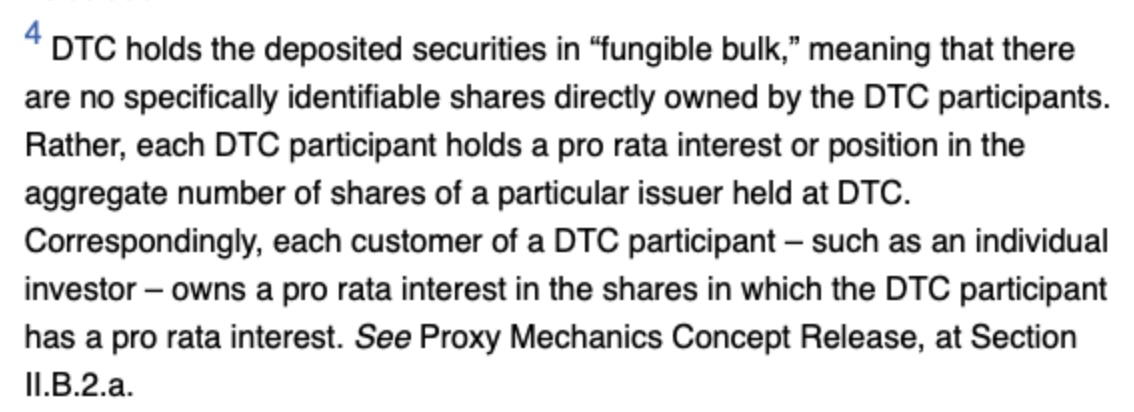 4 DTC holds the deposited securities in “fungible bulk,” meaning that there
are no specifically identifiable shares directly owned by the DTC participants.
Rather, each DTC participant holds a pro rata interest or position in the
aggregate number of shares of a particular issuer held at DTC.
Correspondingly, each customer of a DTC participant – such as an individual
investor – owns a pro rata interest in the shares in which the DTC participant
has a pro rata interest. See Proxy Mechanics Concept Release, at Section
II.B.2.a.